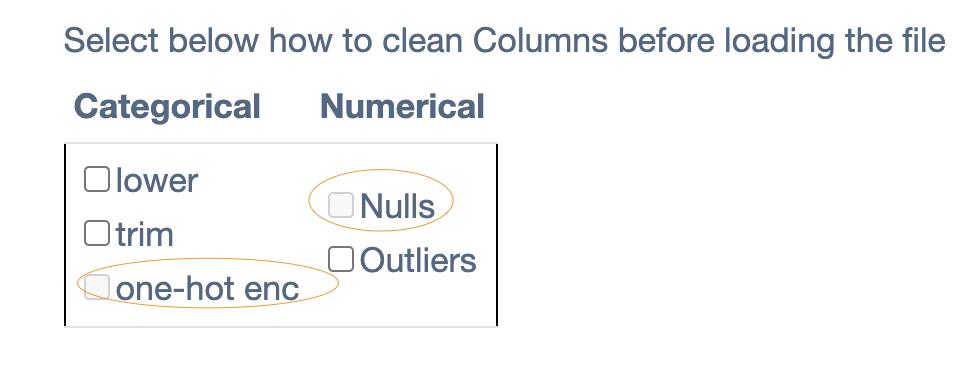 Select below how to clean Columns before loading the file
Categorical Numerical
lower
trim
one-hot enc
Nulls
Outliers